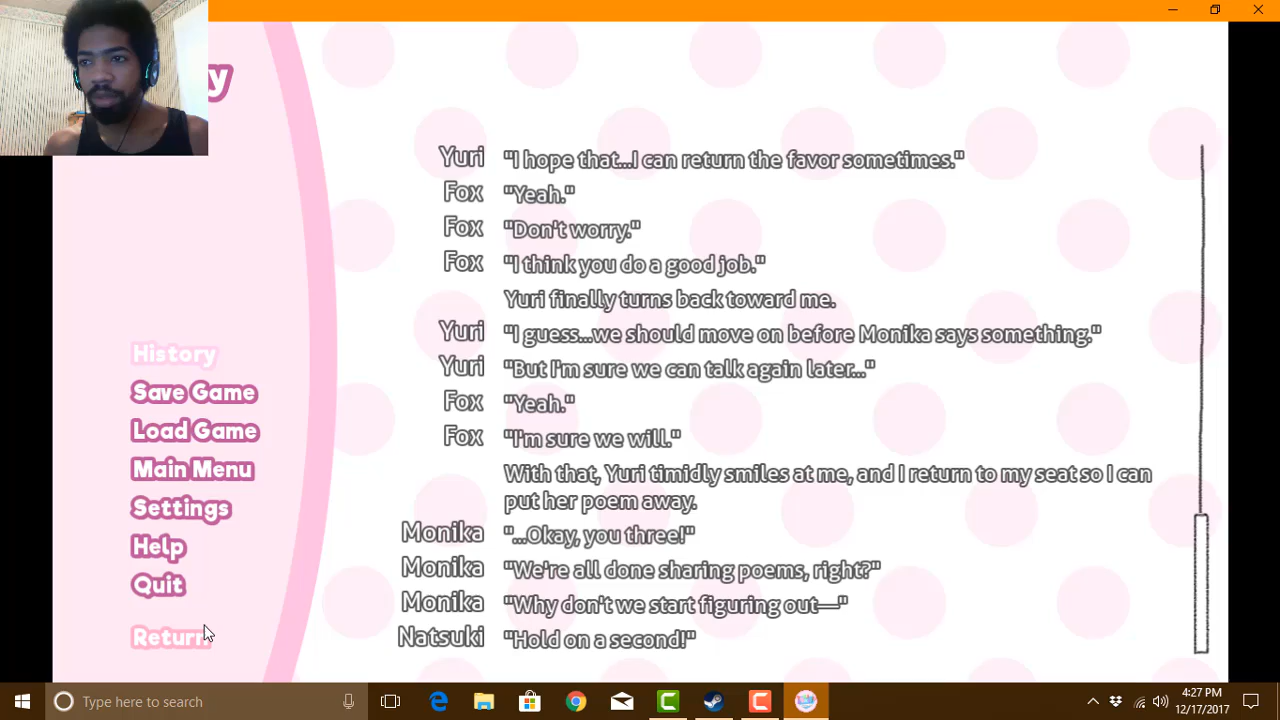 y
Yuri "I hope that...I can return the favor sometimes."
Fox "Yeah."
Fox "Don't worry."
Fox "I think you do a good job."
Yuri finally turns back toward me.
Yuri "I guess...we should move on before Monika says something."
Yuri "But I'm sure we can talk again later..."
Fox "Yeah."
Fox "I'm sure we will."
With that, Yuri timidly smiles at me, and I return to my seat so I can
put her poem away.
Monika "...Okay, you three!"
Monika "We're all done sharing poems, right?"
Monika "Why don't we start figuring out—"
Natsuki "Hold on a second!"
History
Save Game
Load Game
Main Menu
Settings
Help
Quit
Return
Type here to search
4:27 PM
12/17/2017